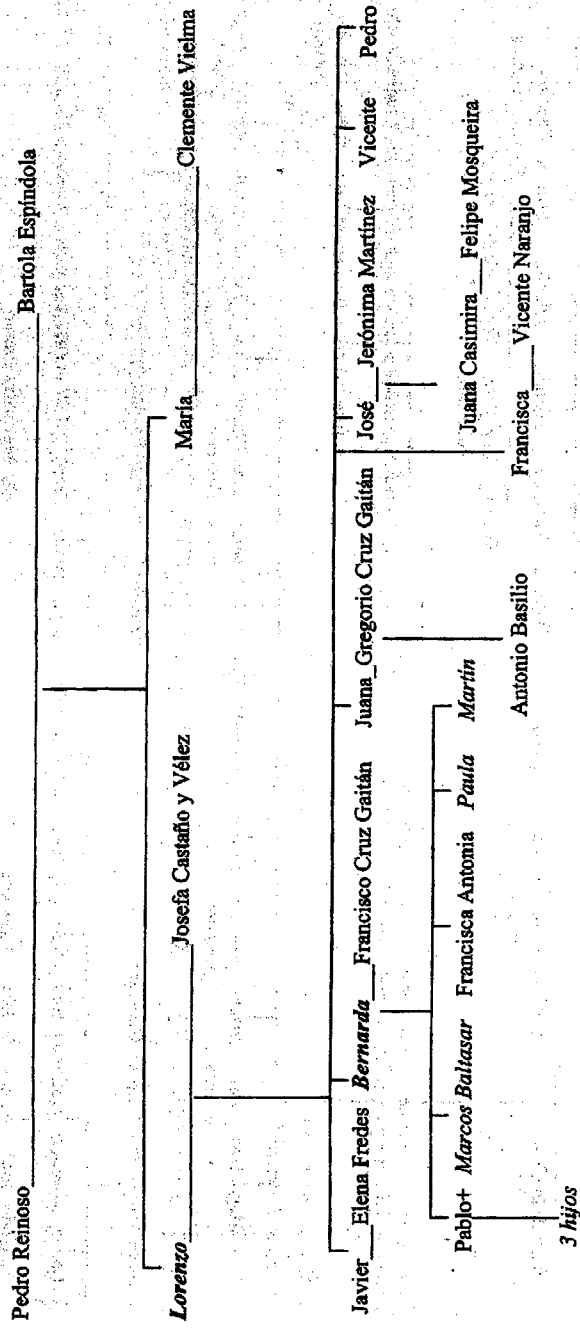 Pedro Reinoso Bartola Espíndola
Lorenzo Josefa Castaño y Vélez María Clemente Vielma
Javier Elena Fredes Bernarda Francisco Cruz Gaitán Juana Gregorio Cruz Gaitán José Jerónima Martínez Vicente Pedro
Pablo+ Marcos Baltasar Francisca Antonia Paula Martín Juana Casimira Felipe Mosqueira
Antonio Basilio Francisca Vicente Naranjo
3 hijos